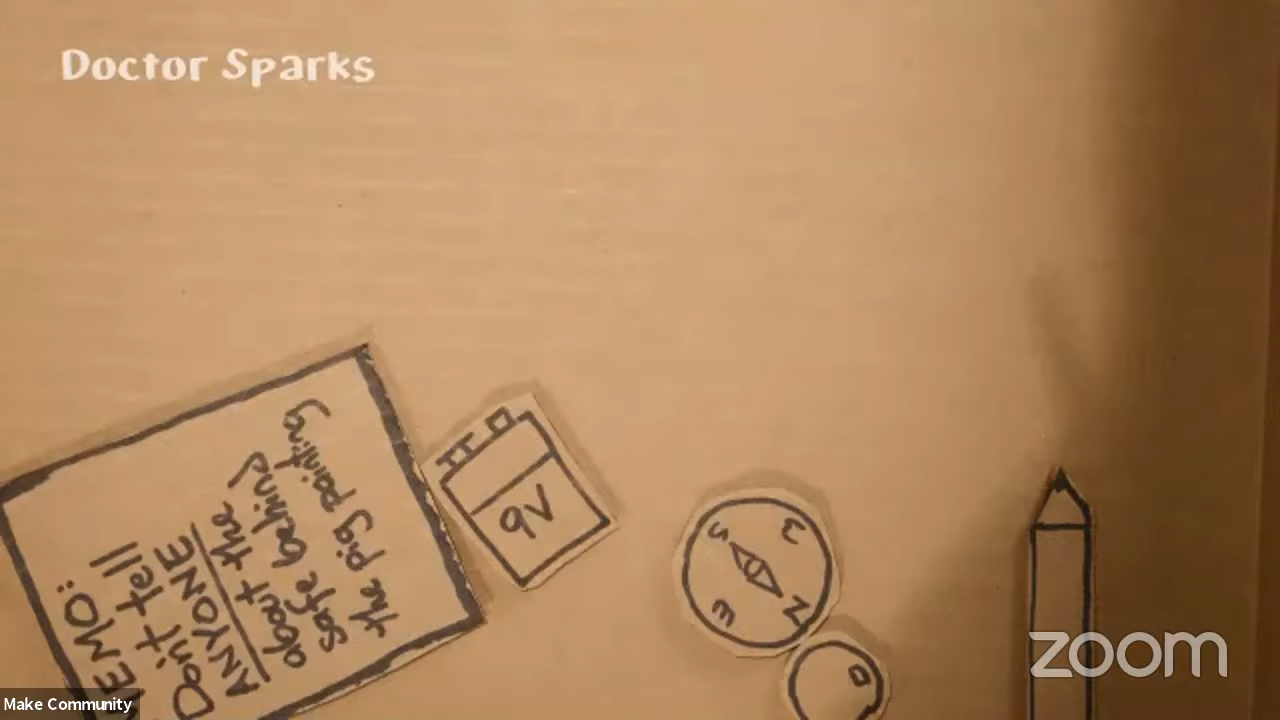 Doctor Sparks
MEMO:
Don't tell
ANYONE
about the
safe behind
the pig painting
9V
S
W
E
N
zoom
Make Community